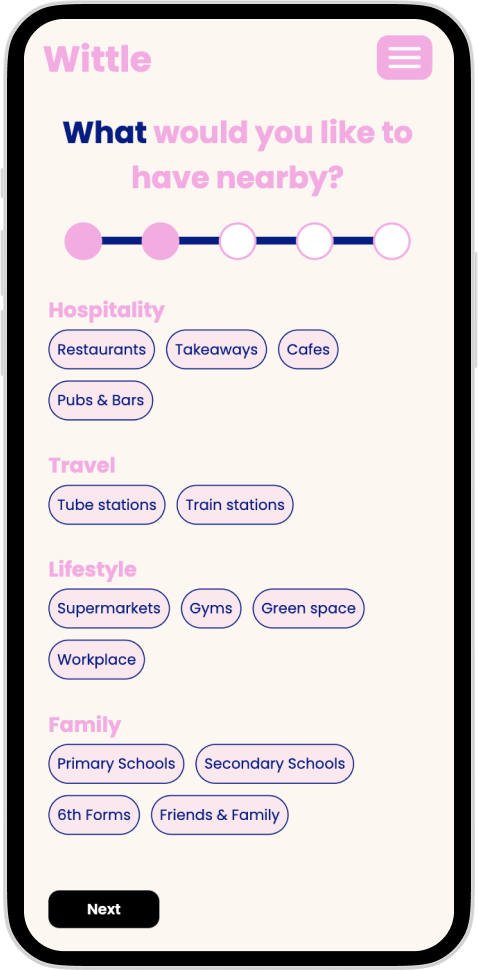 Wittle
What would you like to
have nearby?
Hospitality
Restaurants Takeaways Cafes
Pubs & Bars
Travel
Tube stations Train stations
Lifestyle
Supermarkets Gyms Green space
Workplace
Family
Primary Schools Secondary Schools
6th Forms Friends & Family
Next